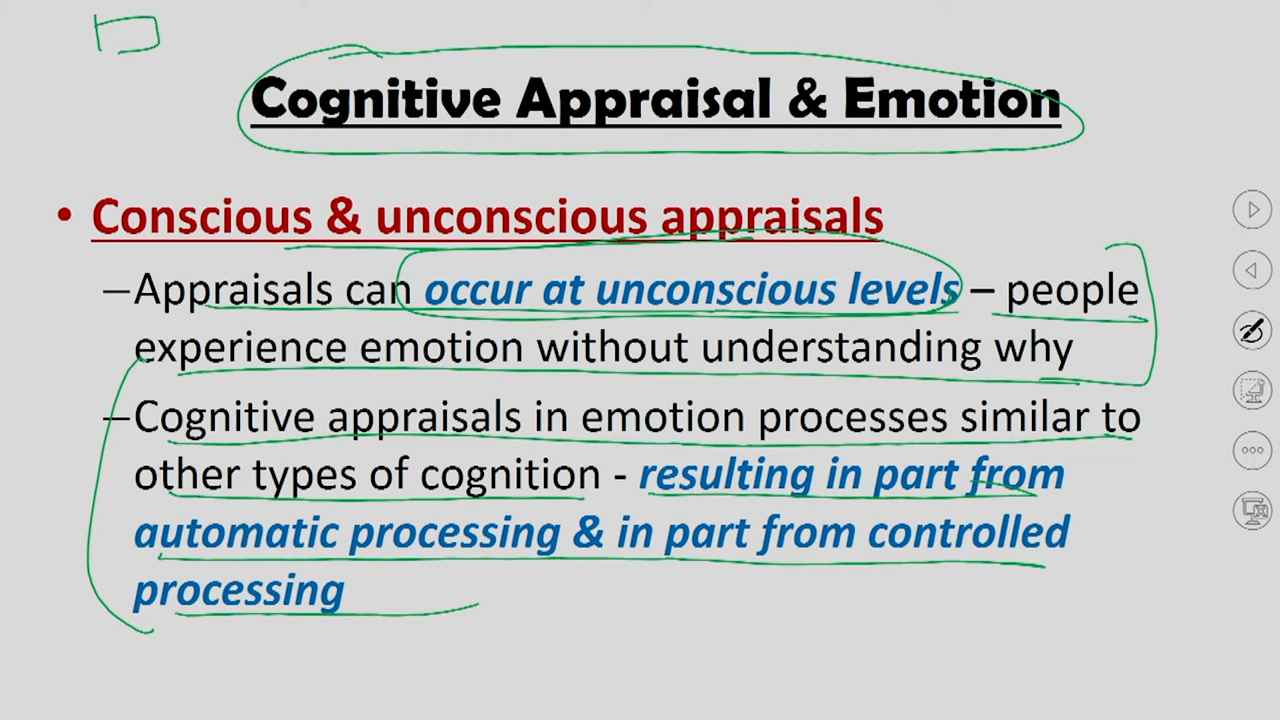 Cognitive Appraisal & Emotion
• Conscious & unconscious appraisals
–Appraisals can occur at unconscious levels – people
experience emotion without understanding why
–Cognitive appraisals in emotion processes similar to
other types of cognition - resulting in part from
automatic processing & in part from controlled
processing